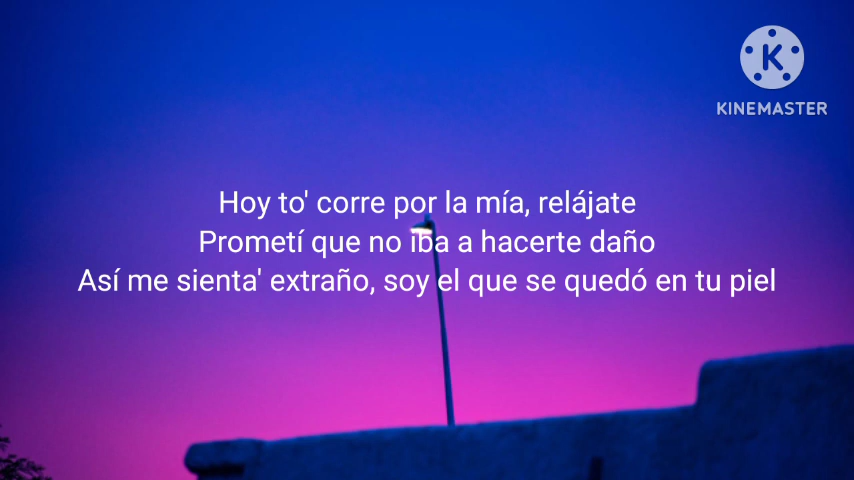 KINEMASTER
Hoy to' corre por la mía, relájate
Prometí que no iba a hacerte daño
Así me sienta' extraño, soy el que se quedó en tu piel